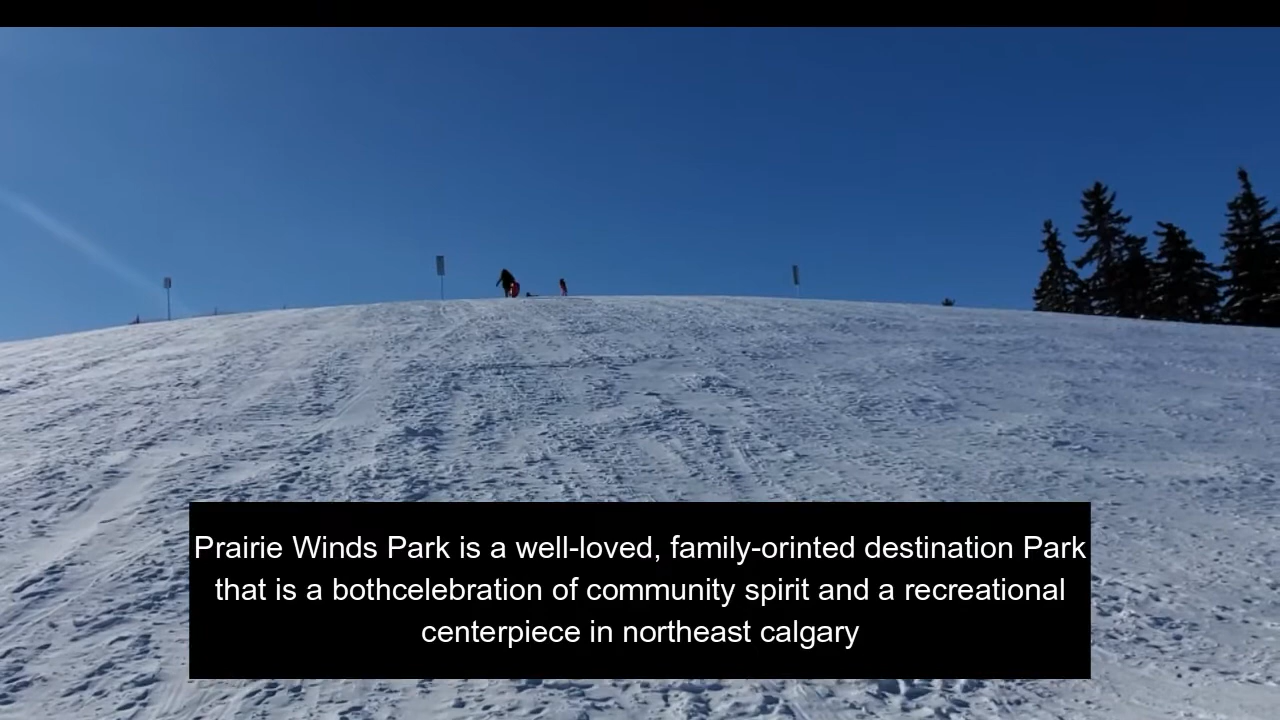 Prairie Winds Park is a well-loved, family-orinted destination Park
that is a bothcelebration of community spirit and a recreational
centerpiece in northeast calgary